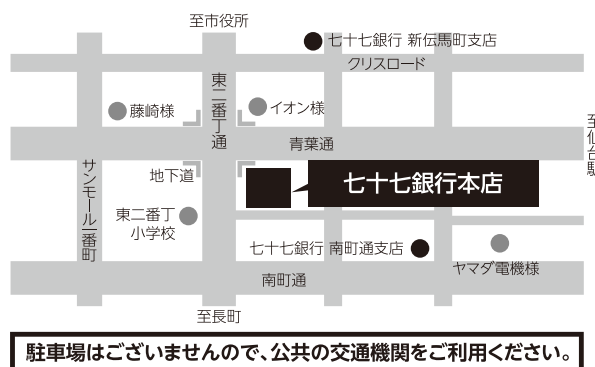 至市役所
七十七銀行 新伝馬町支店
クリスロード
東二番丁通
藤崎様
イオン様
青葉通
至仙台駅
地下道
サンモール一番町
七十七銀行本店
東二番丁
小学校
七十七銀行 南町通支店
ヤマダ電機様
南町通
至長町
駐車場はございませんので、公共の交通機関をご利用ください。